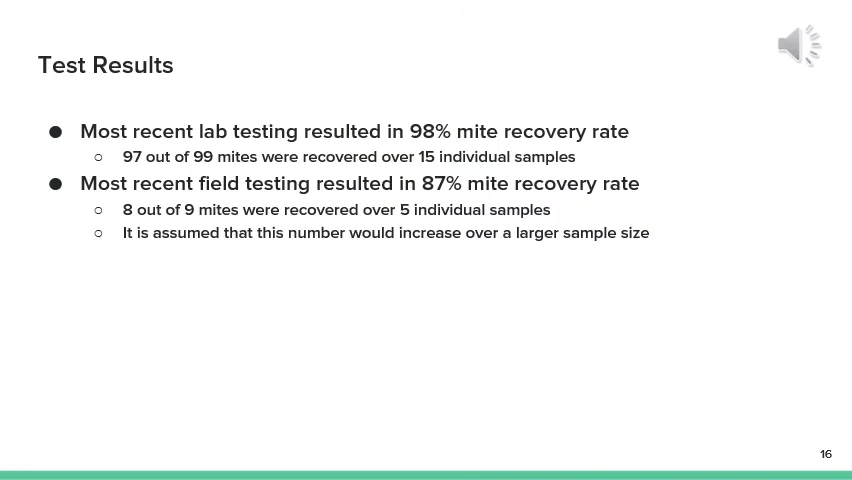 Test Results
● Most recent lab testing resulted in 98% mite recovery rate
○ 97 out of 99 mites were recovered over 15 individual samples
● Most recent field testing resulted in 87% mite recovery rate
○ 8 out of 9 mites were recovered over 5 individual samples
○ It is assumed that this number would increase over a larger sample size
16